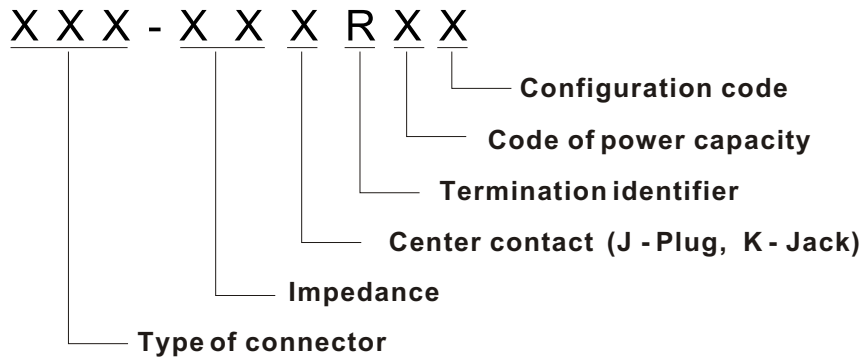 XXX-XXXRXX
Configuration code
Code of power capacity
Termination identifier
Center contact (J-Plug, K-Jack)
Impedance
Type of connector